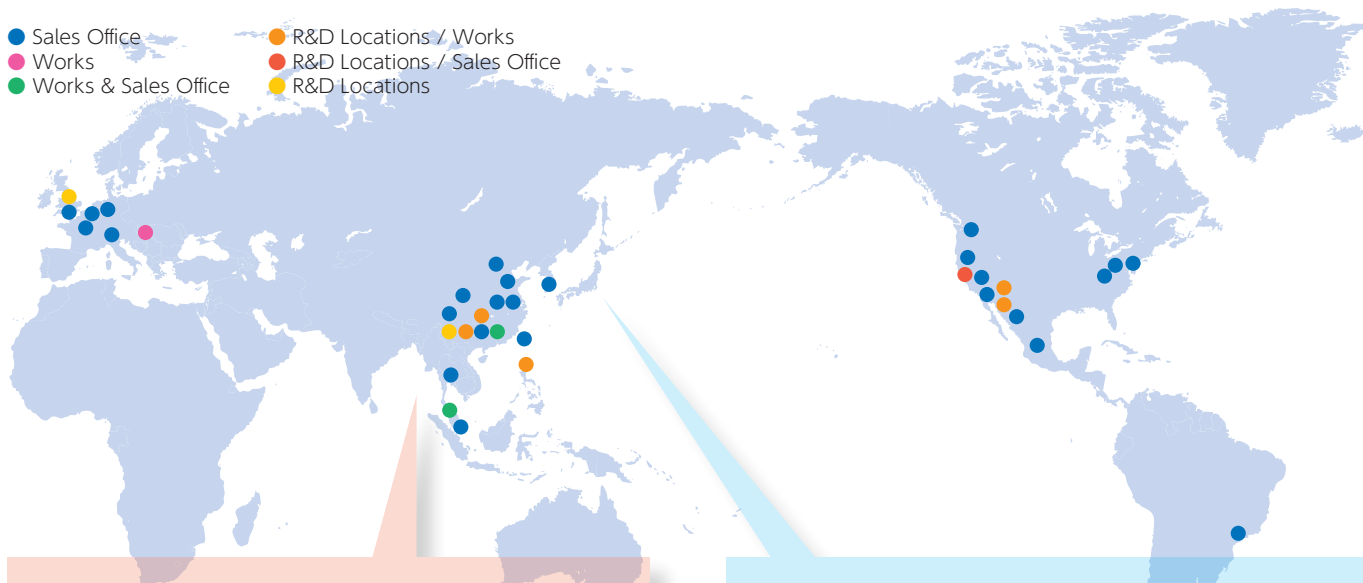 Sales Office
Works
Works & Sales Office
R&D Locations / Works
R&D Locations / Sales Office
R&D Locations